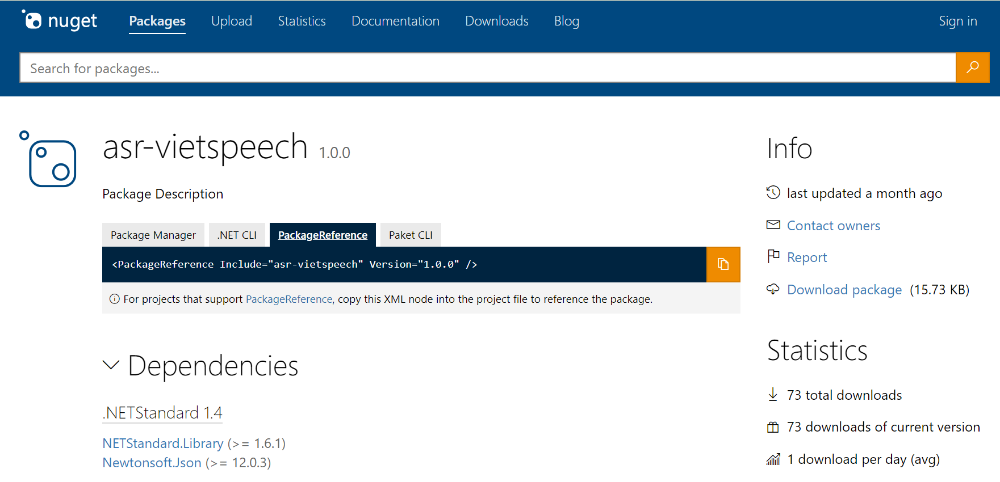 nuget Packages Upload Statistics Documentation Downloads Blog Sign in
Search for packages...
asr-vietspeech 1.0.0
Package Description
Package Manager .NET CLI PackageReference Paket CLI
<PackageReference Include="asr-vietspeech" Version="1.0.0" />
For projects that support PackageReference, copy this XML node into the project file to reference the package.
Dependencies
.NETStandard 1.4
NETStandard.Library (>= 1.6.1)
Newtonsoft.Json (>= 12.0.3)
Info
last updated a month ago
Contact owners
Report
Download package (15.73 KB)
Statistics
73 total downloads
73 downloads of current version
1 download per day (avg)